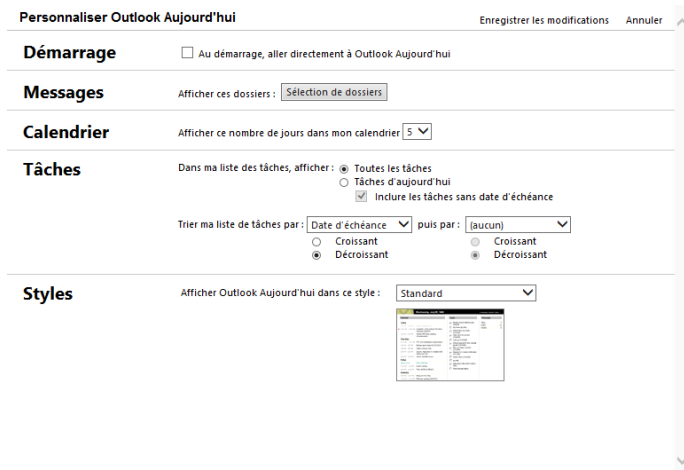 Personnaliser Outlook Aujourd'hui
Enregistrer les modifications Annuler
Démarrage
Au démarrage, aller directement à Outlook Aujourd'hui
Messages
Afficher ces dossiers : Sélection de dossiers
Calendrier
Afficher ce nombre de jours dans mon calendrier 5
Tâches
Dans ma liste des tâches, afficher : Toutes les tâches
Tâches d'aujourd'hui
Inclure les tâches sans date d'échéance
Trier ma liste de tâches par : Date d'échéance puis par : (aucun)
Croissant Croissant
Décroissant Décroissant
Styles
Afficher Outlook Aujourd'hui dans ce style : Standard